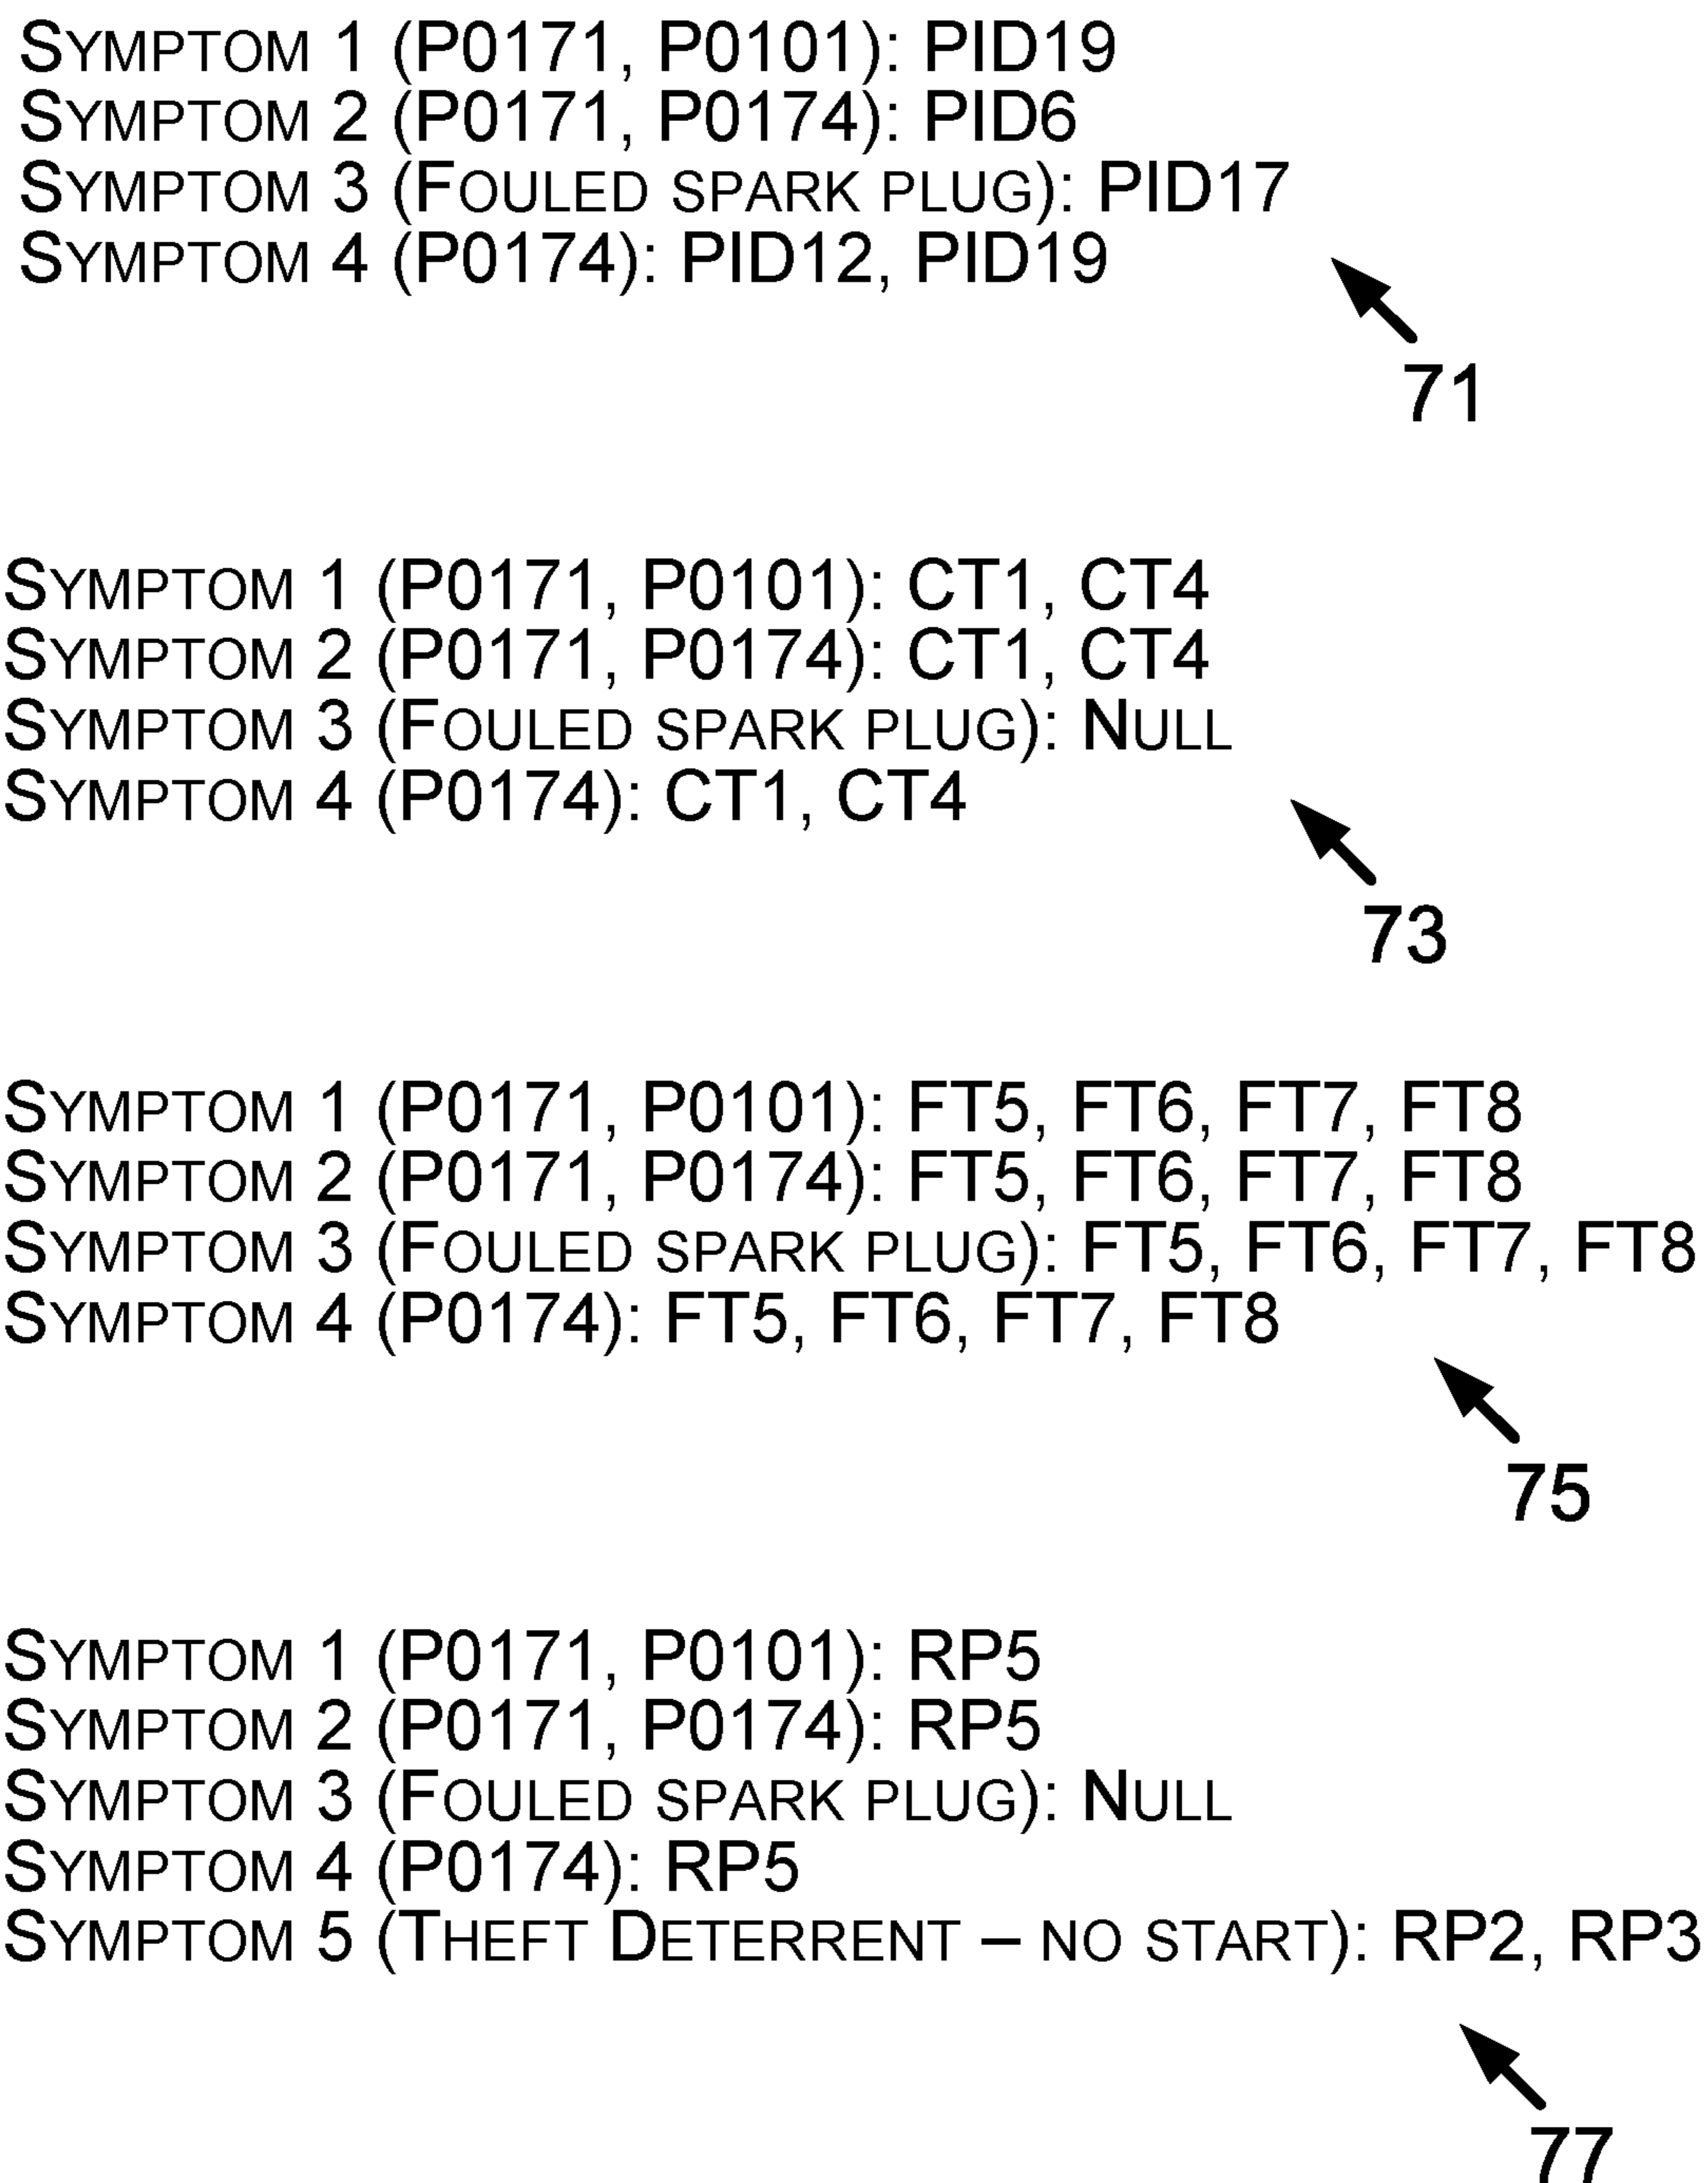 Symptom 1 (P0171, P0101): PID19
Symptom 2 (P0171, P0174): PID6
Symptom 3 (Fouled spark plug): PID17
Symptom 4 (P0174): PID12, PID19
71
Symptom 1 (P0171, P0101): CT1, CT4
Symptom 2 (P0171, P0174): CT1, CT4
Symptom 3 (Fouled spark plug): Null
Symptom 4 (P0174): CT1, CT4
73
Symptom 1 (P0171, P0101): FT5, FT6, FT7, FT8
Symptom 2 (P0171, P0174): FT5, FT6, FT7, FT8
Symptom 3 (Fouled spark plug): FT5, FT6, FT7, FT8
Symptom 4 (P0174): FT5, FT6, FT7, FT8
75
Symptom 1 (P0171, P0101): RP5
Symptom 2 (P0171, P0174): RP5
Symptom 3 (Fouled spark plug): Null
Symptom 4 (P0174): RP5
Symptom 5 (Theft Deterrent – no start): RP2, RP3
77